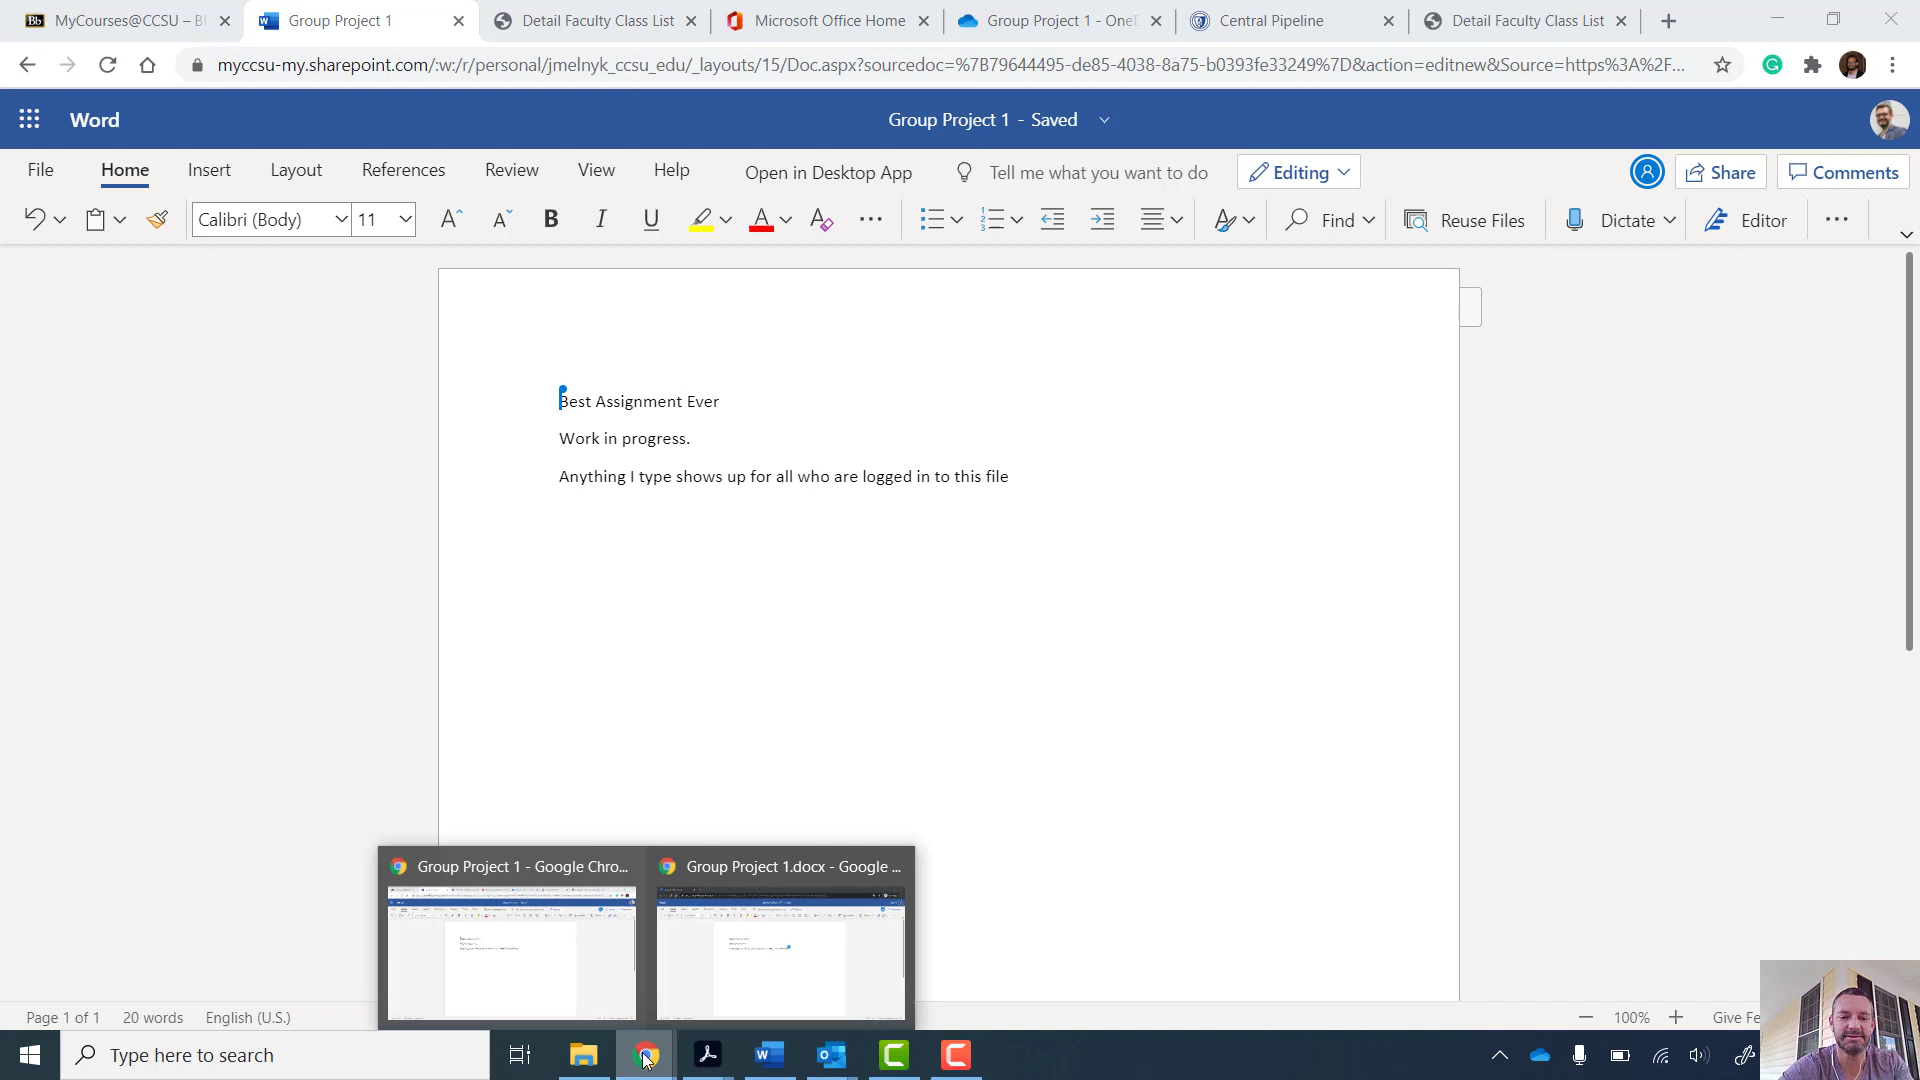 MyCourses@CCSU – Bl
Group Project 1
Detail Faculty Class List
Microsoft Office Home
Group Project 1 - OneD
Central Pipeline
Detail Faculty Class List
myccsu-my.sharepoint.com/:w:/r/personal/jmelnyk_ccsu_edu/_layouts/15/Doc.aspx?sourcedoc=%7B79644495-de85-4038-8a75-b0393fe33249%7D&action=editnew&Source=https%3A%2F...
Word
Group Project 1 - Saved
File Home Insert Layout References Review View Help Open in Desktop App Tell me what you want to do Editing Share Comments
Calibri (Body) 11 A A B I U A A Find Reuse Files Dictate Editor
Best Assignment Ever
Work in progress.
Anything I type shows up for all who are logged in to this file
Group Project 1 - Google Chro...
Group Project 1.docx - Google ...
Page 1 of 1 20 words English (U.S.) 100% Give Fe
Type here to search